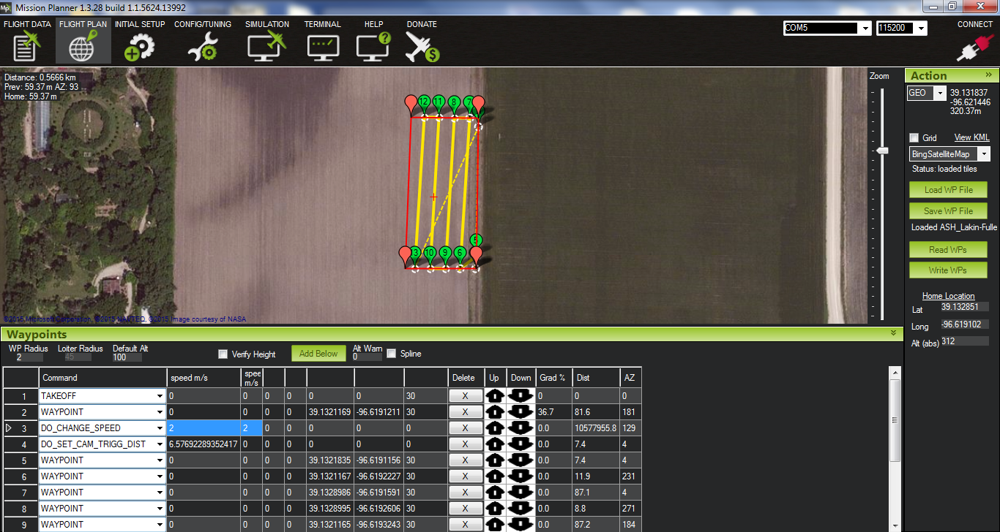 Mission Planner 1.3.28 build 1.1.5624.13992
FLIGHT DATA FLIGHT PLAN INITIAL SETUP CONFIG/TUNING SIMULATION TERMINAL HELP DONATE COM5 115200 CONNECT
Distance: 0.5666 km
Prev: 59.37 m AZ: 93
Home: 59.37 m
12 11 8 7
5
13 10 9 6
©2015 Microsoft Corporation, ©2015 NAVTEQ, ©2015 Image courtesy of NASA
Zoom
Action »
GEO 39.131837
-96.621446
320.37m
Grid View KML
BingSatelliteMap
Status: loaded tiles
Load WP File
Save WP File
Loaded ASH_Lakin-Fulle
Read WPs
Write WPs
Home Location
Lat 39.132851
Long -96.619102
Alt (abs) 312
Waypoints
WP Radius Loiter Radius Default Alt Alt Warn
2 45 100 Verify Height Add Below 0 Spline
Command speed m/s spee m/s Delete Up Down Grad % Dist AZ
1 TAKEOFF 0 0 0 0 0 0 30 X 0 0 0
2 WAYPOINT 0 0 0 0 39.1321169 -96.6191211 30 X 36.7 81.6 181
3 DO_CHANGE_SPEED 2 2 0 0 0 0 0 X 0.0 10577955.8 129
4 DO_SET_CAM_TRIGG_DIST 6.57692289352417 0 0 0 0 0 0 X 0.0 7.4 4
5 WAYPOINT 0 0 0 0 39.1321835 -96.6191156 30 X 0.0 7.4 4
6 WAYPOINT 0 0 0 0 39.1321167 -96.6192227 30 X 0.0 11.9 231
7 WAYPOINT 0 0 0 0 39.1328986 -96.6191591 30 X 0.0 87.1 4
8 WAYPOINT 0 0 0 0 39.1328995 -96.6192606 30 X 0.0 8.8 271
9 WAYPOINT 0 0 0 0 39.1321165 -96.6193243 30 X 0.0 87.2 184